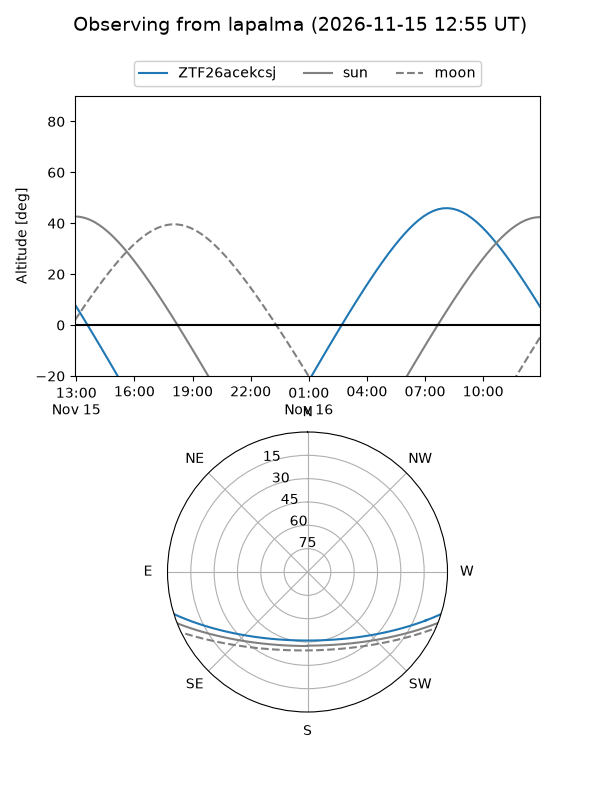 Observing from lapalma (2026-11-15 12:55 UT)
ZTF26acekcsj sun moon
Altitude [deg]
80
60
40
20
0
−20
13:00 16:00 19:00 22:00 01:00 04:00 07:00 10:00
Nov 15 Nov 16
N
NE NW
15
30
45
60
75
E W
SE SW
S